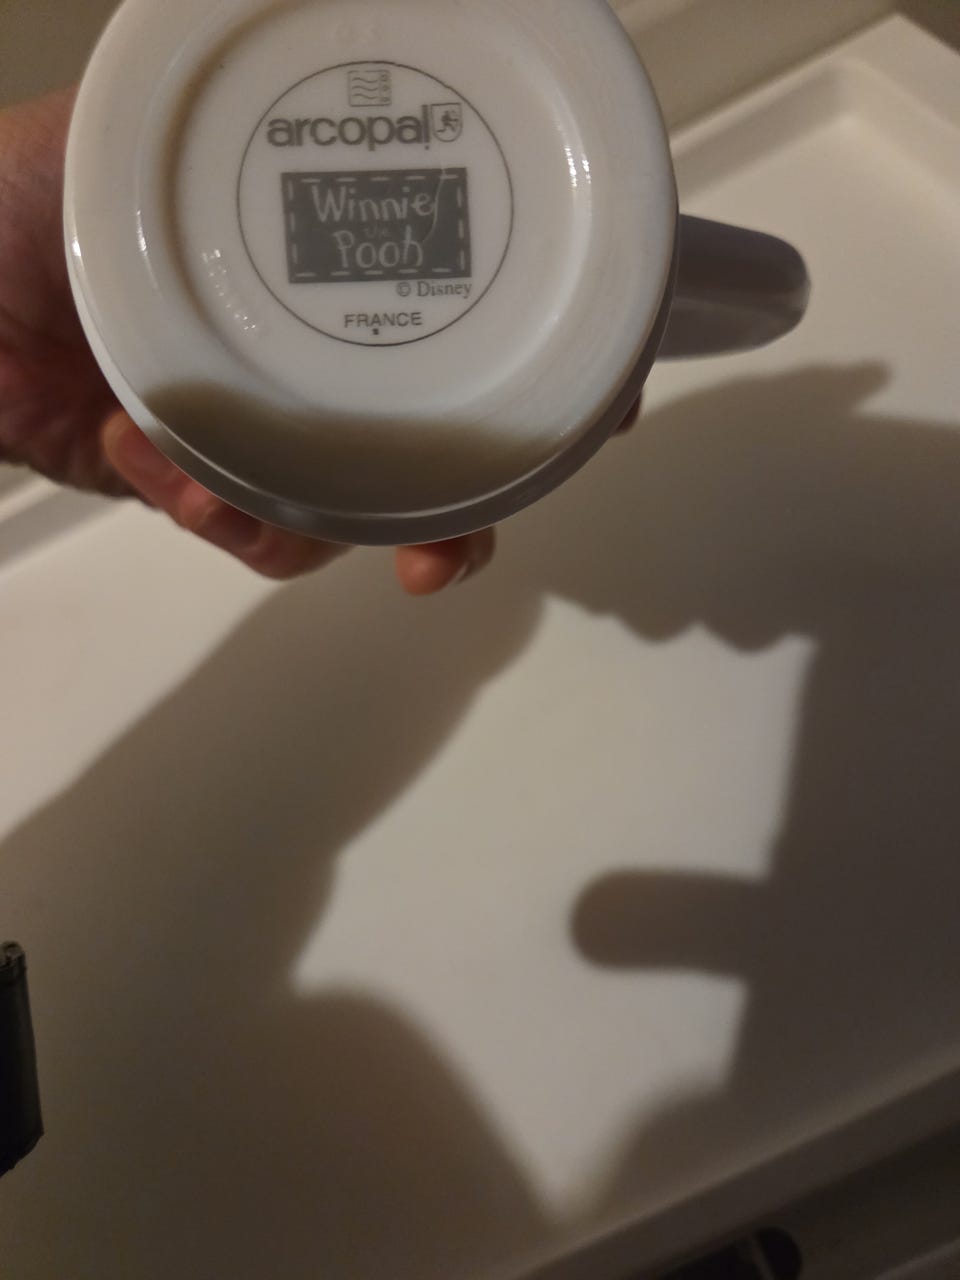 arcopal
Winnie
the
Pooh
© Disney
FRANCE